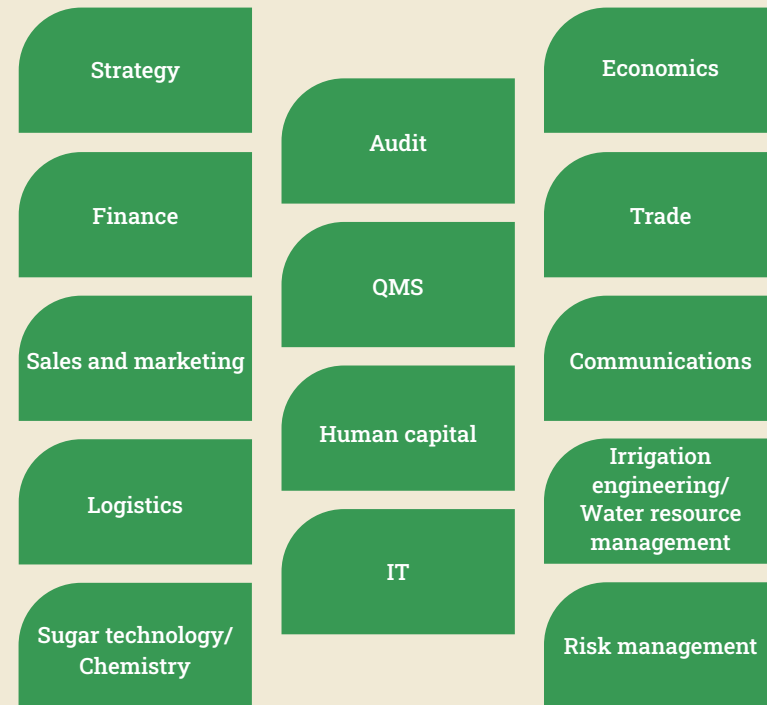 Strategy
Finance
Sales and marketing
Logistics
Sugar technology/
Chemistry
Audit
QMS
Human capital
IT
Economics
Trade
Communications
Irrigation
engineering/
Water resource
management
Risk management